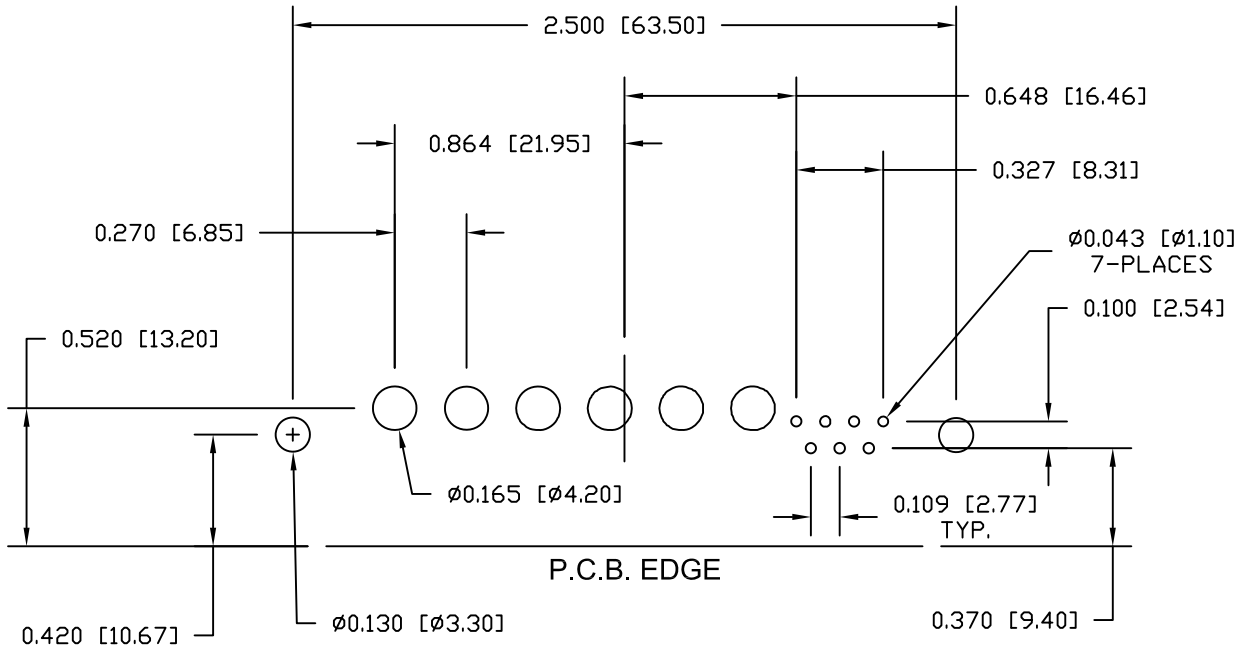 2.500 [63.50]
0.648 [16.46]
0.864 [21.95]
0.327 [8.31]
0.270 [6.85]
ø0.043 [ø1.10]
7-PLACES
0.100 [2.54]
0.520 [13.20]
ø0.165 [ø4.20]
0.109 [2.77]
TYP.
P.C.B. EDGE
0.420 [10.67]
ø0.130 [ø3.30]
0.370 [9.40]